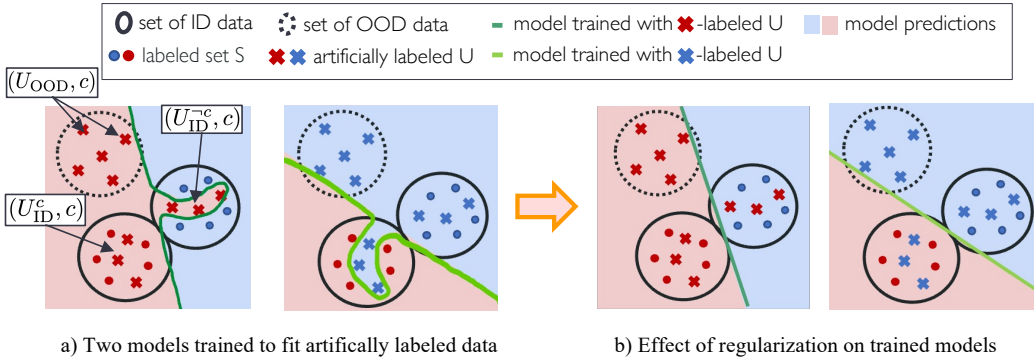 set of ID data set of OOD data model trained with -labeled U model predictions
labeled set S artificially labeled U model trained with -labeled U
(U_OOD, c)
(U_ID^¬c, c)
(U_ID^c, c)
a) Two models trained to fit artificially labeled data b) Effect of regularization on trained models